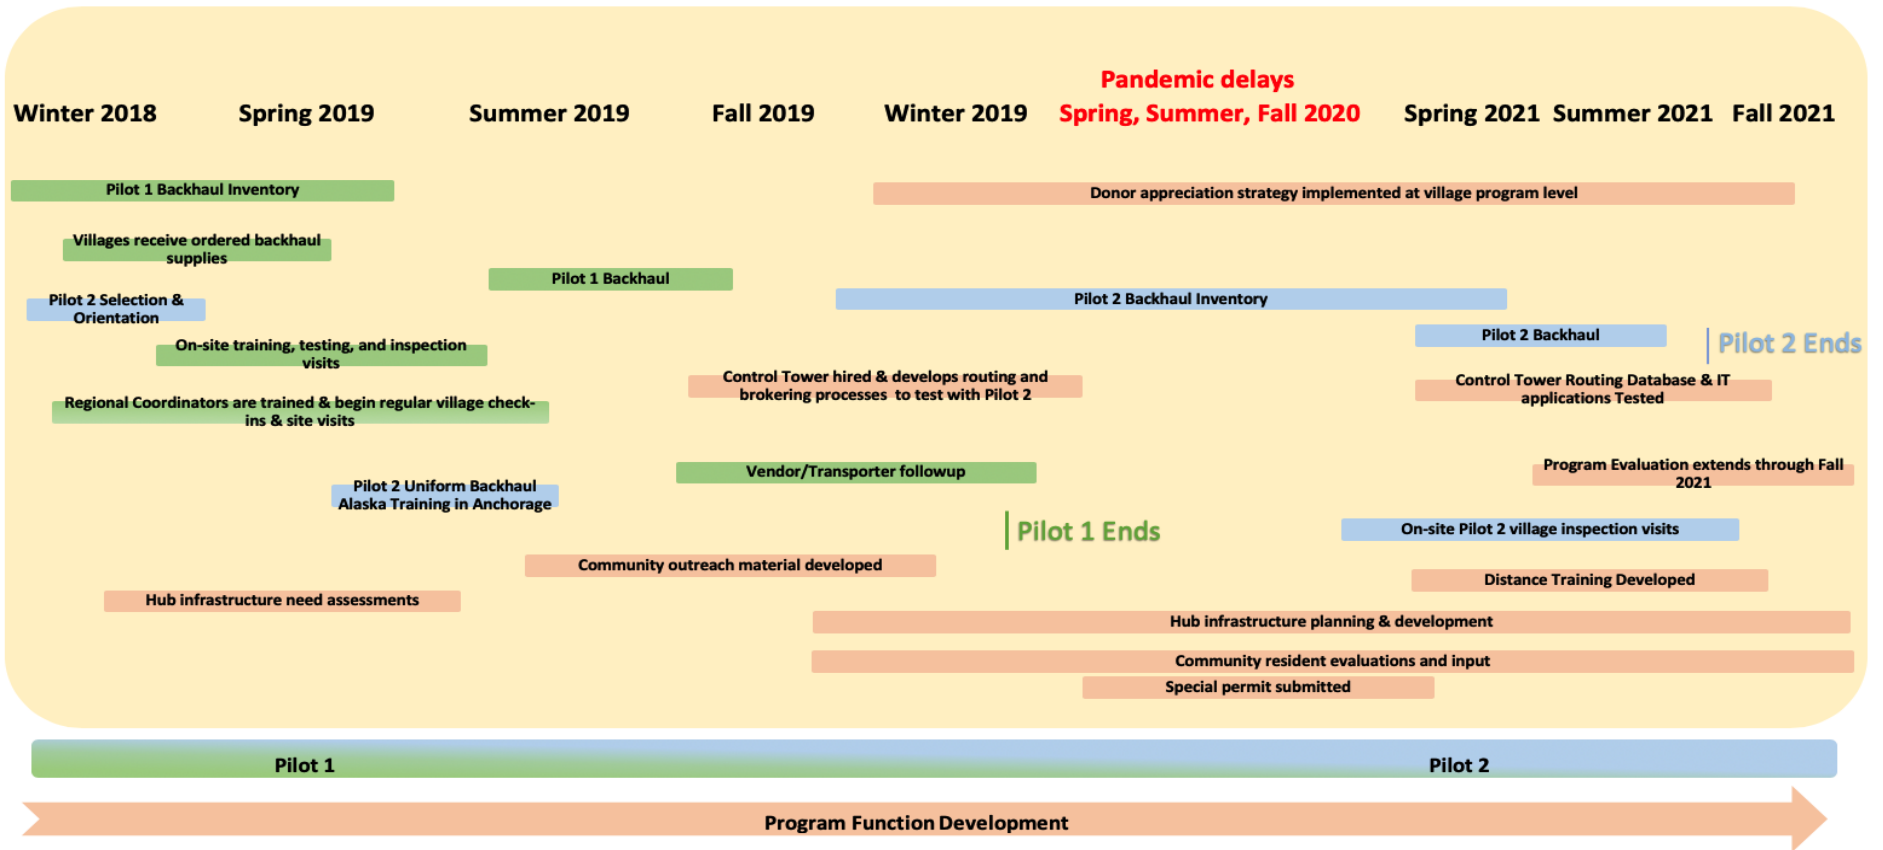 Pandemic delays
Winter 2018
Spring 2019
Summer 2019
Fall 2019
Winter 2019
Spring, Summer, Fall 2020
Spring 2021
Summer 2021
Fall 2021
Pilot 1 Backhaul Inventory
Donor appreciation strategy implemented at village program level
Villages receive ordered backhaul
supplies
Pilot 1 Backhaul
Pilot 2 Selection &
Orientation
Pilot 2 Backhaul Inventory
Pilot 2 Backhaul
Pilot 2 Ends
On-site training, testing, and inspection
visits
Control Tower hired & develops routing and
brokering processes to test with Pilot 2
Control Tower Routing Database & IT
applications Tested
Regional Coordinators are trained & begin regular village check-
ins & site visits
Vendor/Transporter followup
Program Evaluation extends through Fall
2021
Pilot 2 Uniform Backhaul
Alaska Training in Anchorage
Pilot 1 Ends
On-site Pilot 2 village inspection visits
Community outreach material developed
Distance Training Developed
Hub infrastructure need assessments
Hub infrastructure planning & development
Community resident evaluations and input
Special permit submitted
Pilot 1
Pilot 2
Program Function Development